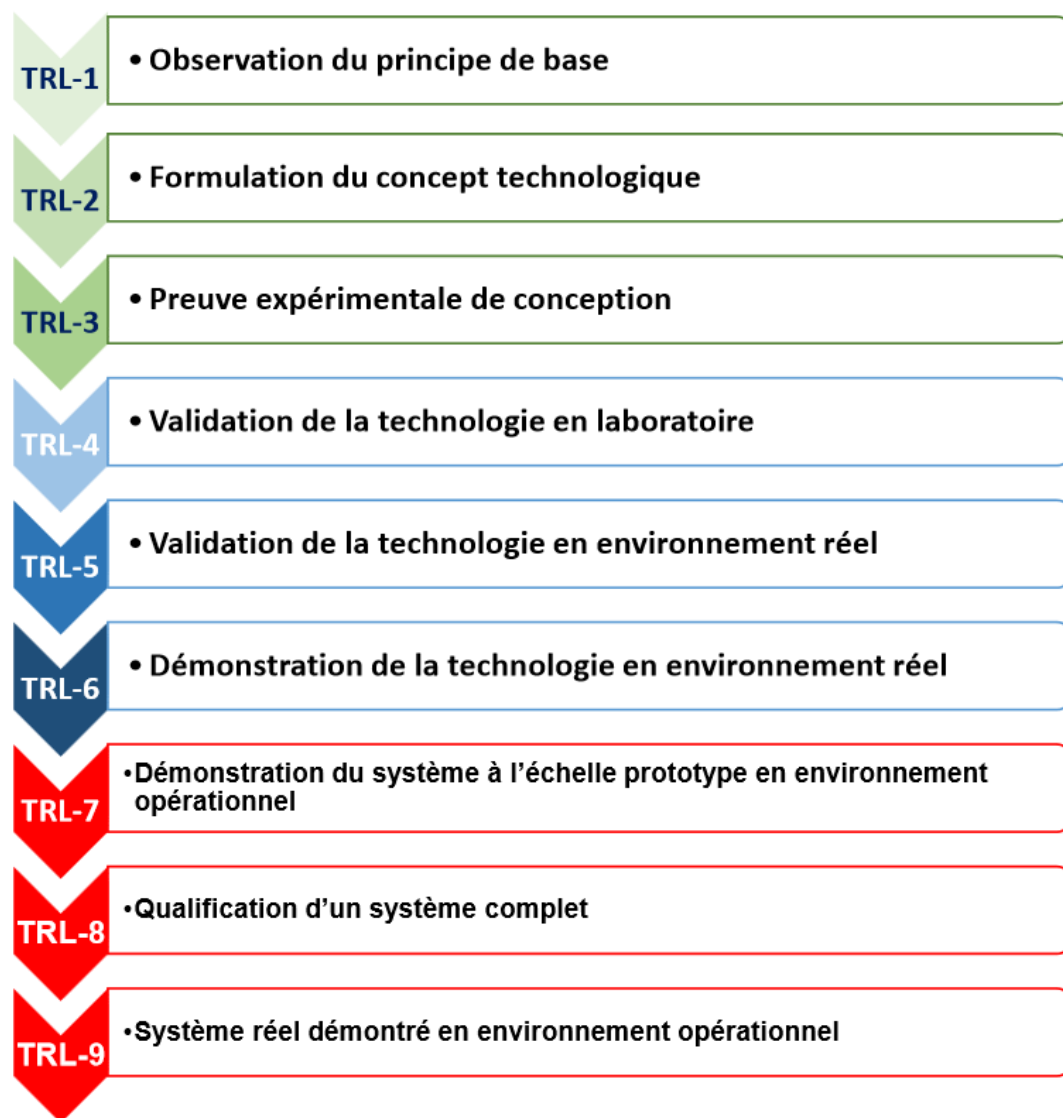 TRL-1
• Observation du principe de base
TRL-2
• Formulation du concept technologique
TRL-3
• Preuve expérimentale de conception
TRL-4
• Validation de la technologie en laboratoire
TRL-5
• Validation de la technologie en environnement réel
TRL-6
• Démonstration de la technologie en environnement réel
TRL-7
•Démonstration du système à l’échelle prototype en environnement
opérationnel
TRL-8
•Qualification d’un système complet
TRL-9
•Système réel démontré en environnement opérationnel